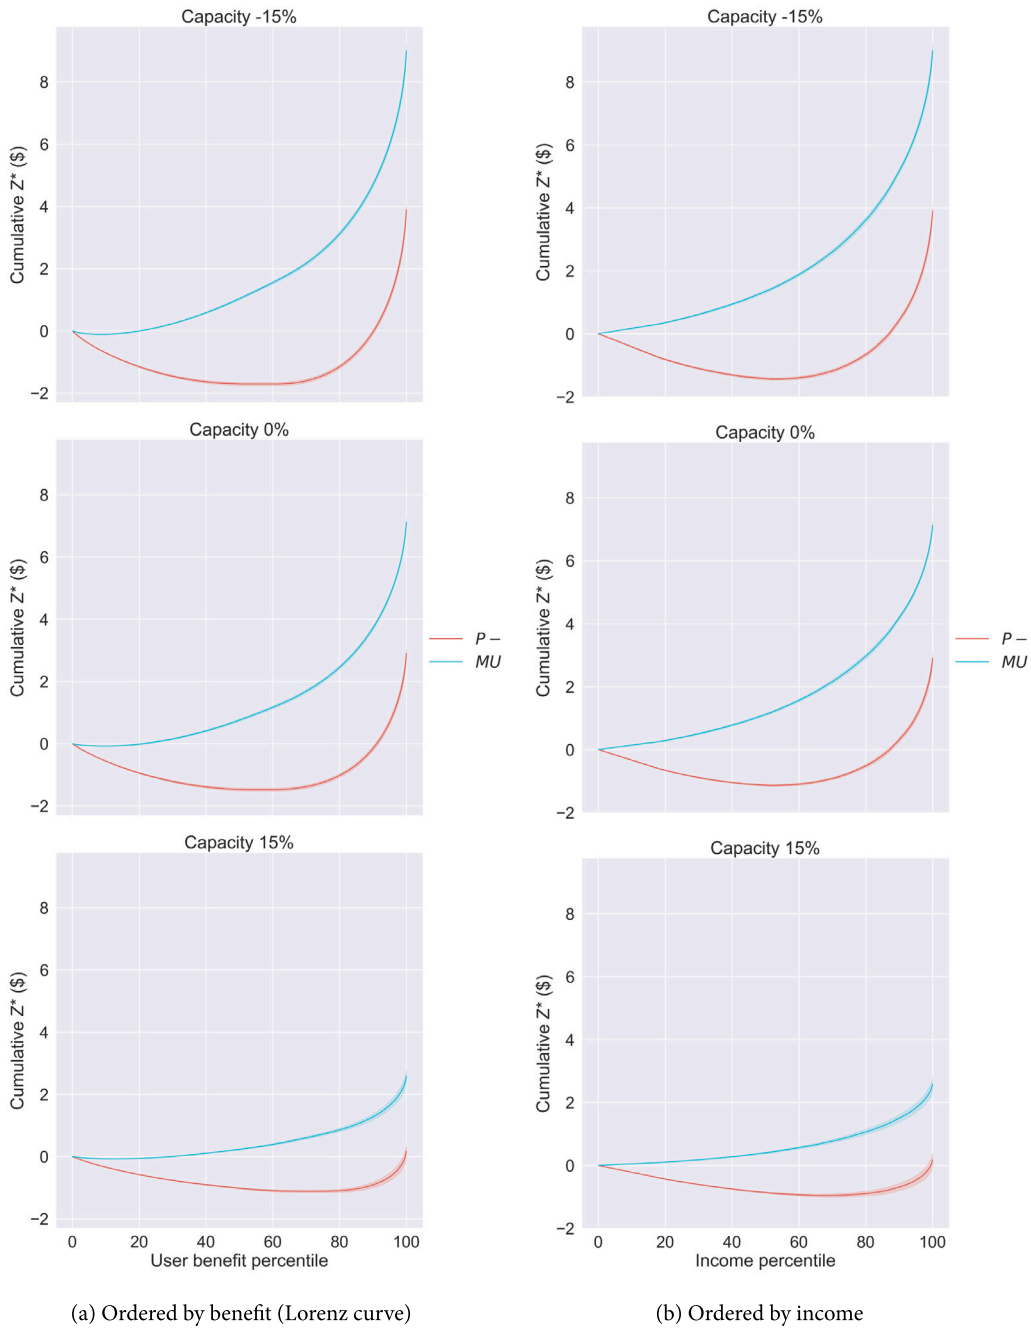 Capacity -15%
8
6
4
2
0
−2
Cumulative Z* ($)
Capacity 0%
8
6
4
2
0
−2
Cumulative Z* ($)
P −
MU
Capacity 15%
8
6
4
2
0
−2
Cumulative Z* ($)
0 20 40 60 80 100
User benefit percentile
(a) Ordered by benefit (Lorenz curve)
Capacity -15%
8
6
4
2
0
−2
Cumulative Z* ($)
Capacity 0%
8
6
4
2
0
−2
Cumulative Z* ($)
P −
MU
Capacity 15%
8
6
4
2
0
−2
Cumulative Z* ($)
0 20 40 60 80 100
Income percentile
(b) Ordered by income